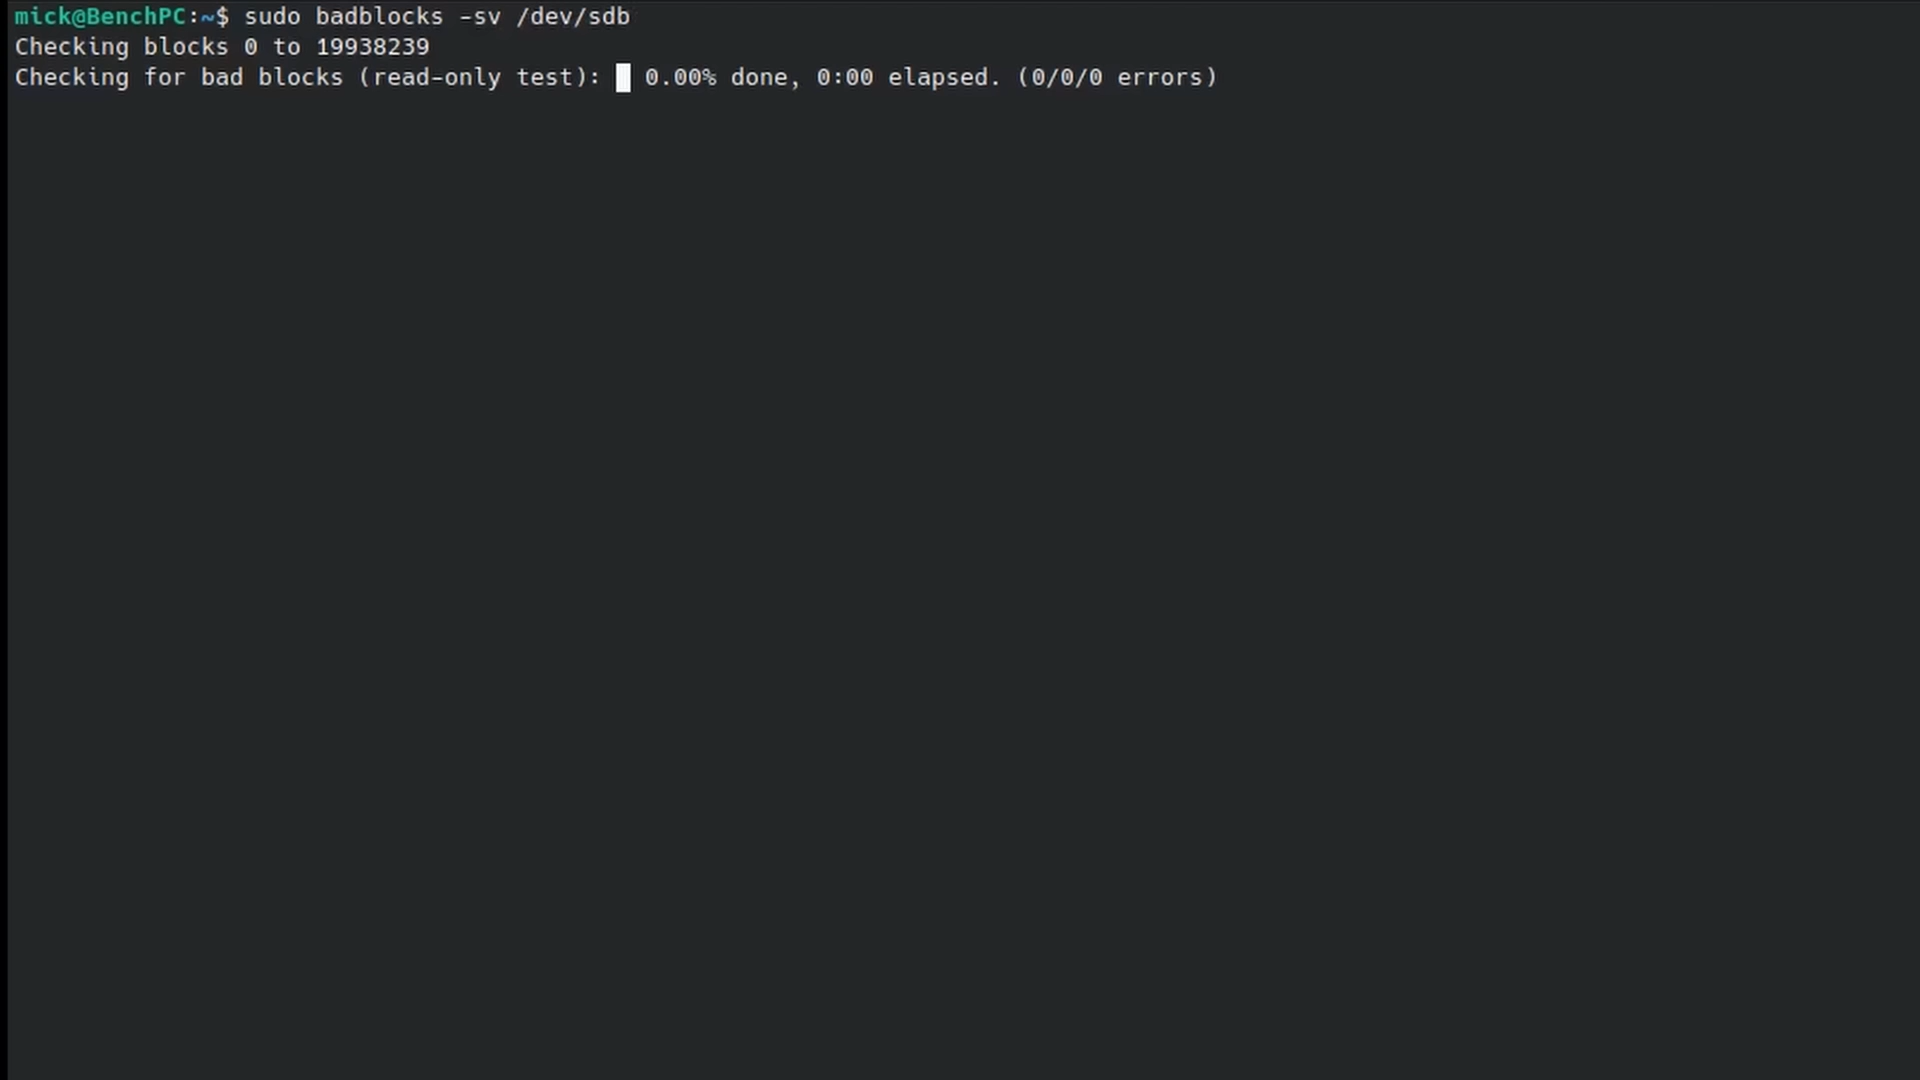 mick@BenchPC:~$ sudo badblocks -sv /dev/sdb
Checking blocks 0 to 19938239
Checking for bad blocks (read-only test): 0.00% done, 0:00 elapsed. (0/0/0 errors)